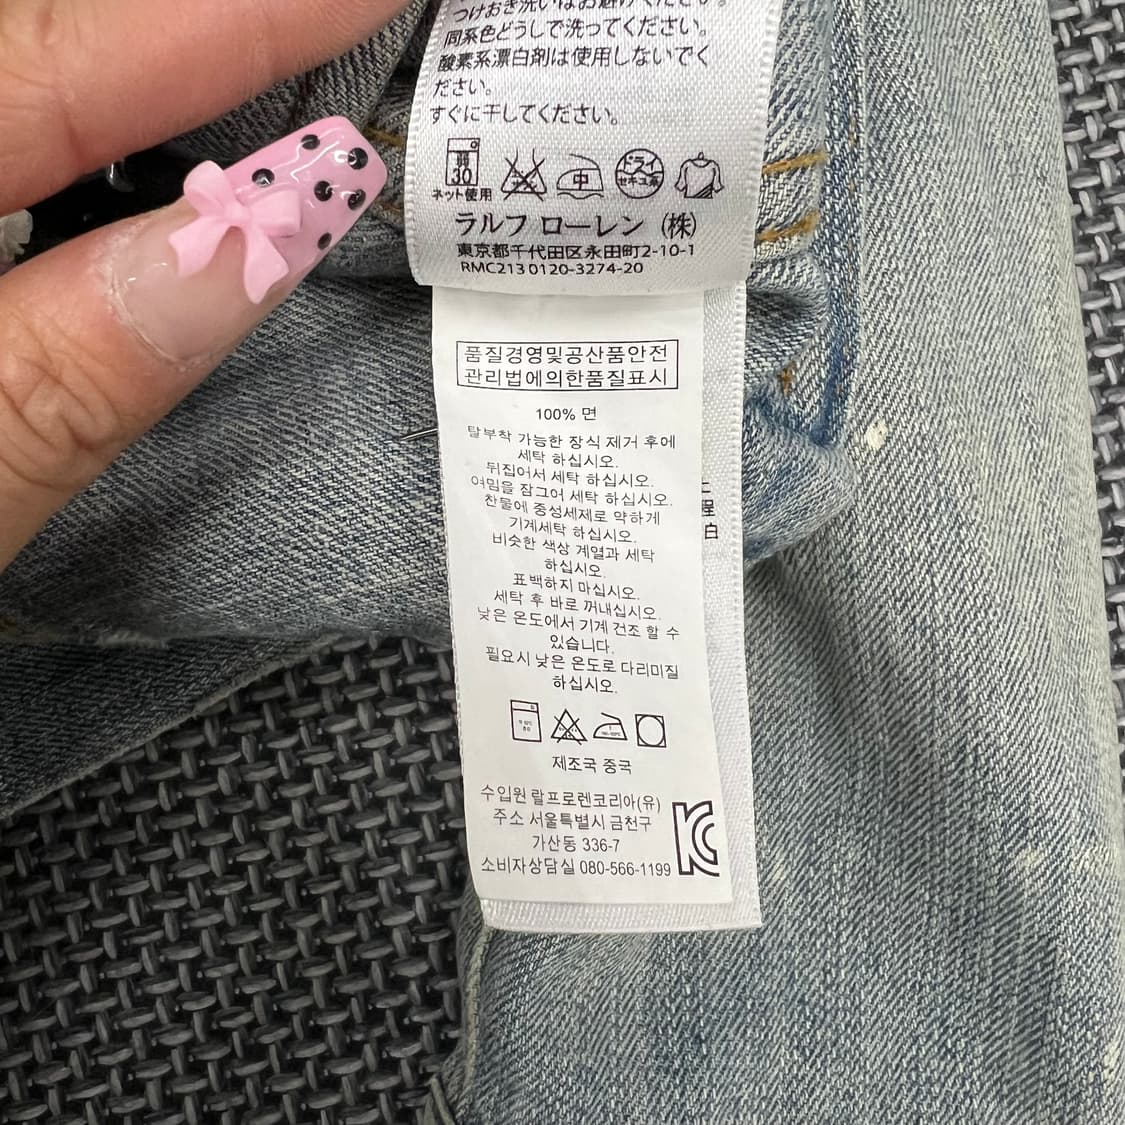 つけおき洗いはお避けください。
同系色どうしで洗ってください。
酸素系漂白剤は使用しないでく
ださい。
すぐに干してください。
30
中
ドライ
セキユ系
ネット使用
ラルフ ローレン (株)
東京都千代田区永田町2-10-1
RMC213 0120-3274-20
품질경영및공산품안전
관리법에의한품질표시
100% 면
탈부착 가능한 장식 제거 후에
세탁 하십시오.
뒤집어서 세탁 하십시오.
여밈을 잠그어 세탁 하십시오.
찬물에 중성세제로 약하게
기계세탁 하십시오.
비슷한 색상 계열과 세탁
하십시오.
표백하지 마십시오.
세탁 후 바로 꺼내십시오.
낮은 온도에서 기계 건조 할 수
있습니다.
필요시 낮은 온도로 다리미질
하십시오.
제조국 중국
수입원 랄프로렌코리아(유)
주소 서울특별시 금천구
가산동 336-7
소비자상담실 080-566-1199